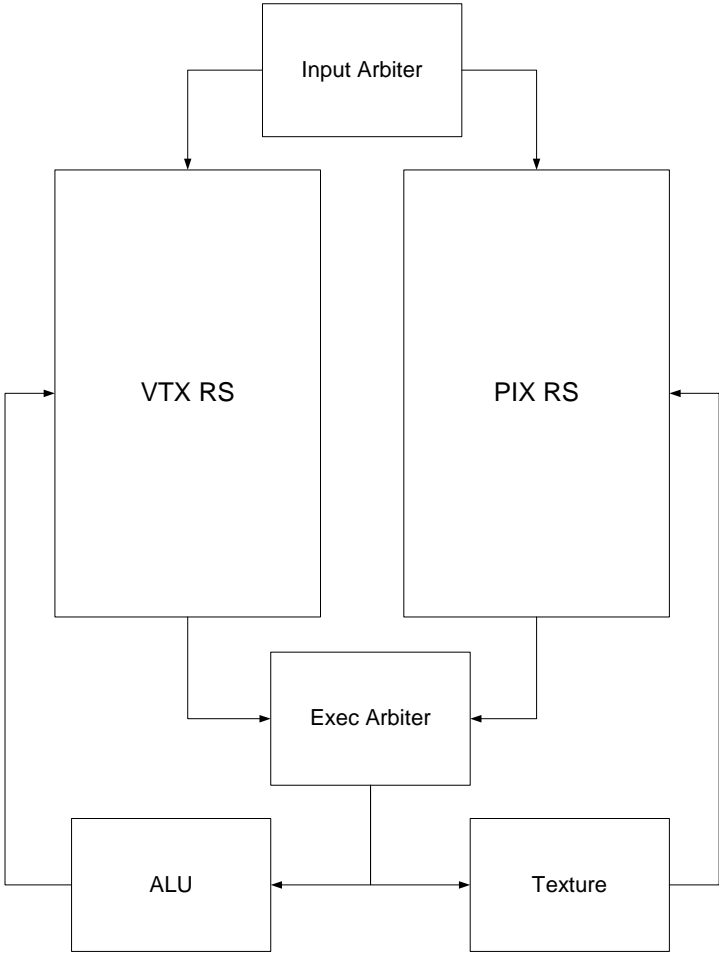 Input Arbiter
VTX RS
PIX RS
Exec Arbiter
ALU
Texture